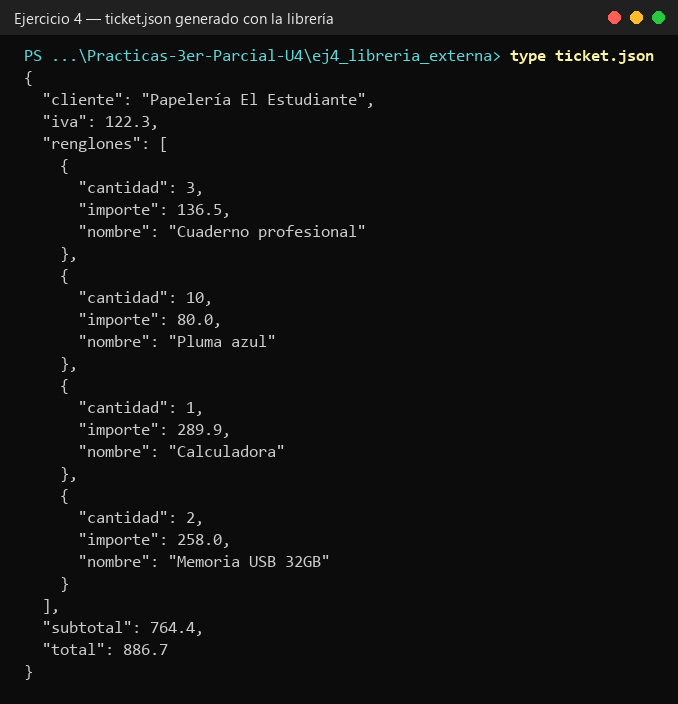 Ejercicio 4 — ticket.json generado con la librería
PS ...\Practicas-3er-Parcial-U4\ej4_libreria_externa> type ticket.json
{
  "cliente": "Papelería El Estudiante",
  "iva": 122.3,
  "renglones": [
    {
      "cantidad": 3,
      "importe": 136.5,
      "nombre": "Cuaderno profesional"
    },
    {
      "cantidad": 10,
      "importe": 80.0,
      "nombre": "Pluma azul"
    },
    {
      "cantidad": 1,
      "importe": 289.9,
      "nombre": "Calculadora"
    },
    {
      "cantidad": 2,
      "importe": 258.0,
      "nombre": "Memoria USB 32GB"
    }
  ],
  "subtotal": 764.4,
  "total": 886.7
}